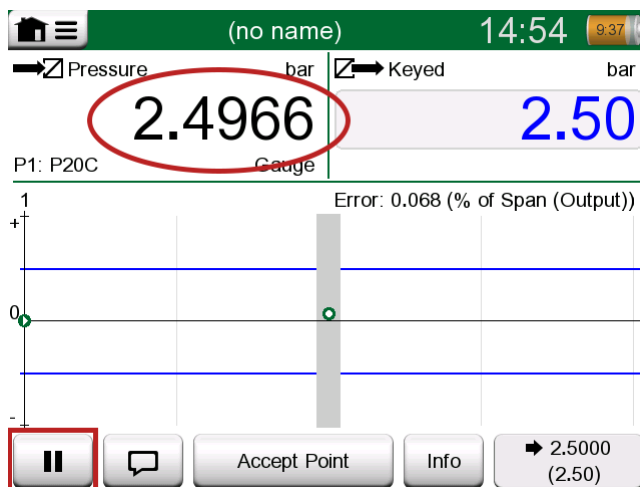 (no name) 14:54 9:37
Pressure bar
Keyed bar
2.4966
2.50
P1: P20C Gauge
1
Error: 0.068 (% of Span (Output))
+
0
-
Accept Point
Info
2.5000
(2.50)